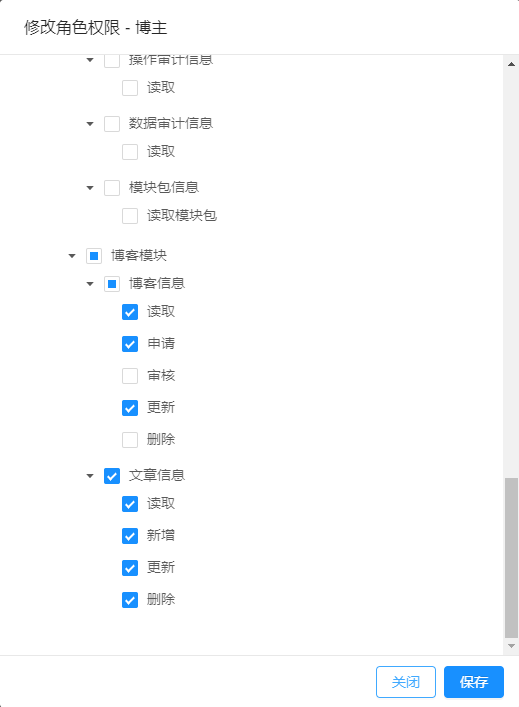 修改角色权限 - 博主
操作审计信息
读取
数据审计信息
读取
模块包信息
读取模块包
博客模块
博客信息
读取
申请
审核
更新
删除
文章信息
读取
新增
更新
删除
关闭
保存